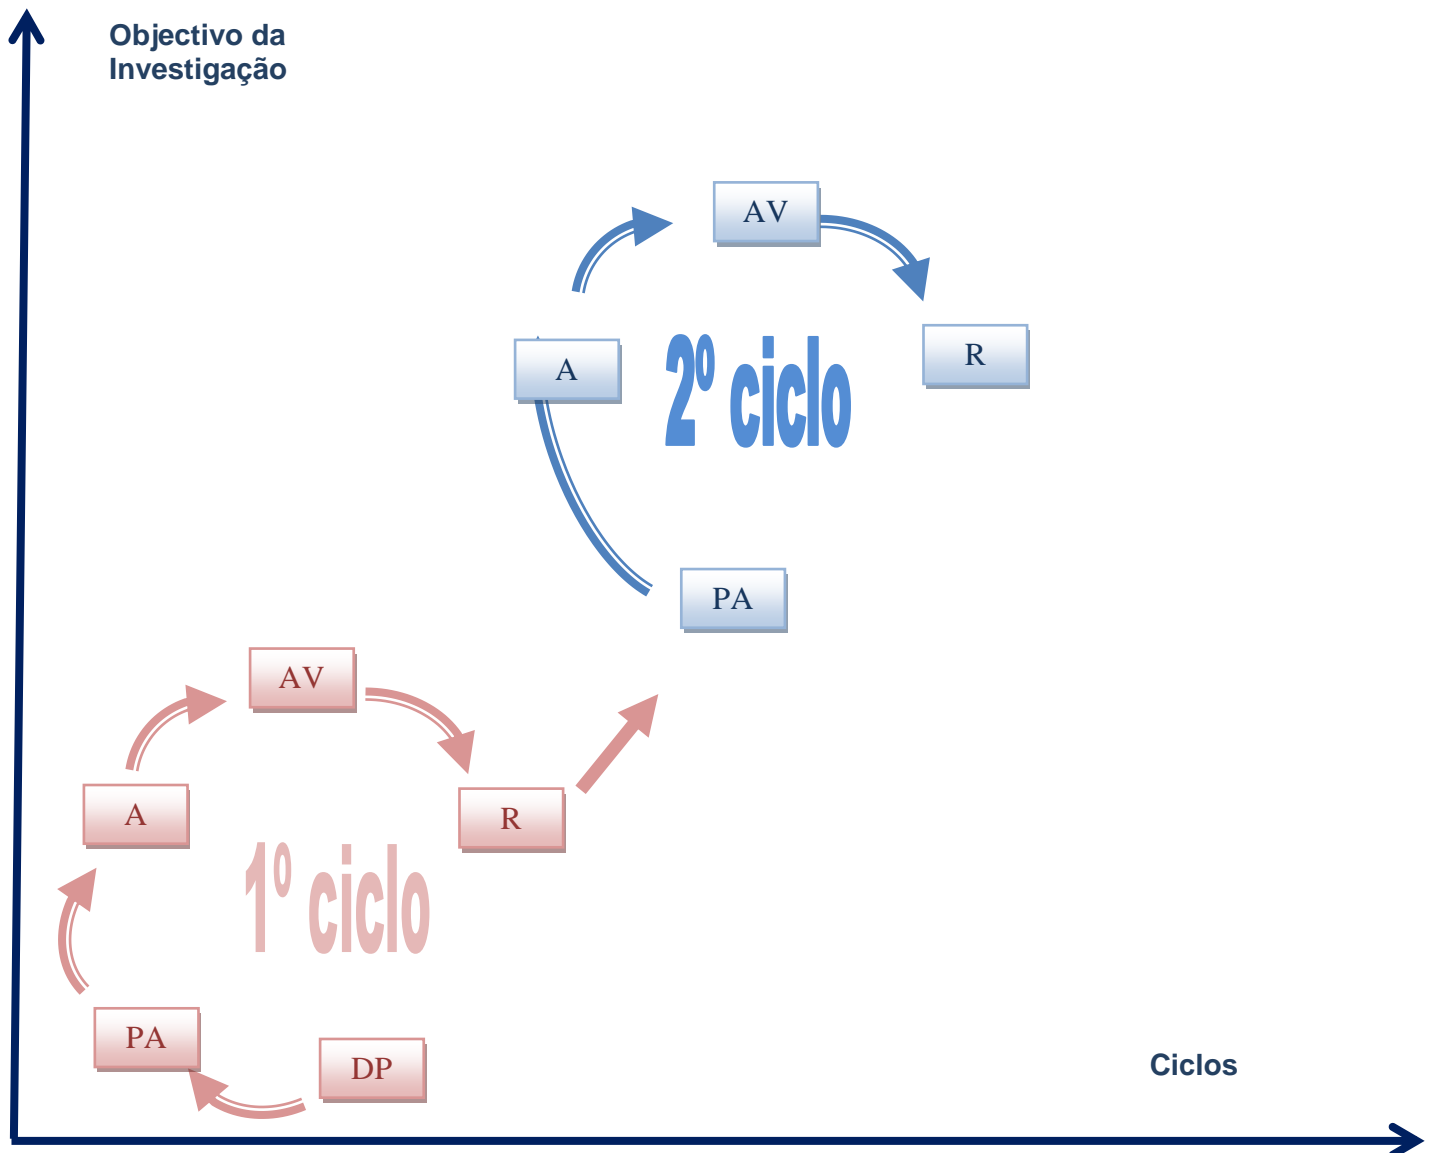 Objectivo da
Investigação
AV
A
2º ciclo
R
PA
AV
A
R
1º ciclo
PA
DP
Ciclos